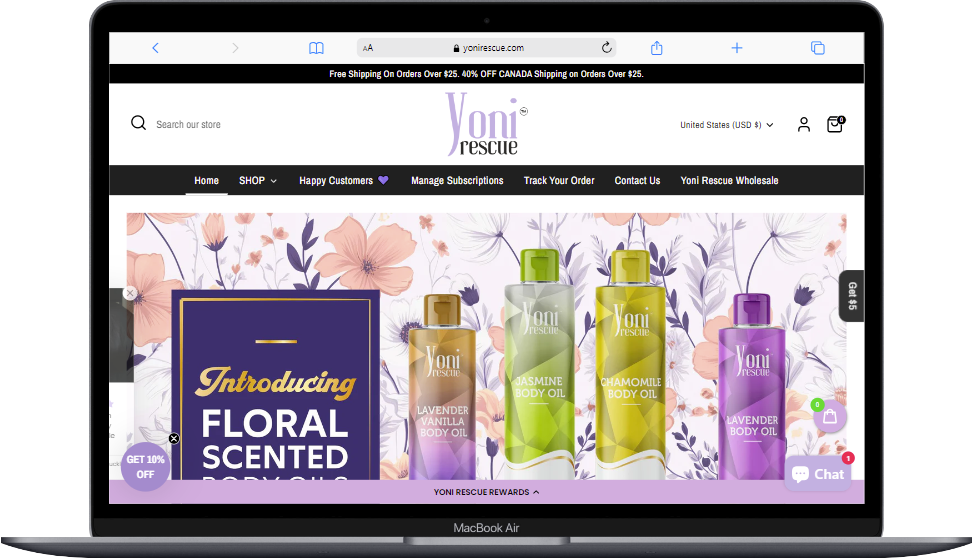 AA
yonirescue.com
Free Shipping On Orders Over $25. 40% OFF CANADA Shipping on Orders Over $25.
Search our store
Yoni
rescue
TM
United States (USD $)
0
Home
SHOP
Happy Customers
Manage Subscriptions
Track Your Order
Contact Us
Yoni Rescue Wholesale
Get $5
Introducing
FLORAL
SCENTED
BODY OILS
Yoni
rescue
LAVENDER
VANILLA
BODY OIL
Yoni
rescue
JASMINE
BODY OIL
Yoni
rescue
CHAMOMILE
BODY OIL
Yoni
rescue
LAVENDER
BODY OIL
0
GET 10%
OFF
1
Chat
YONI RESCUE REWARDS
MacBook Air